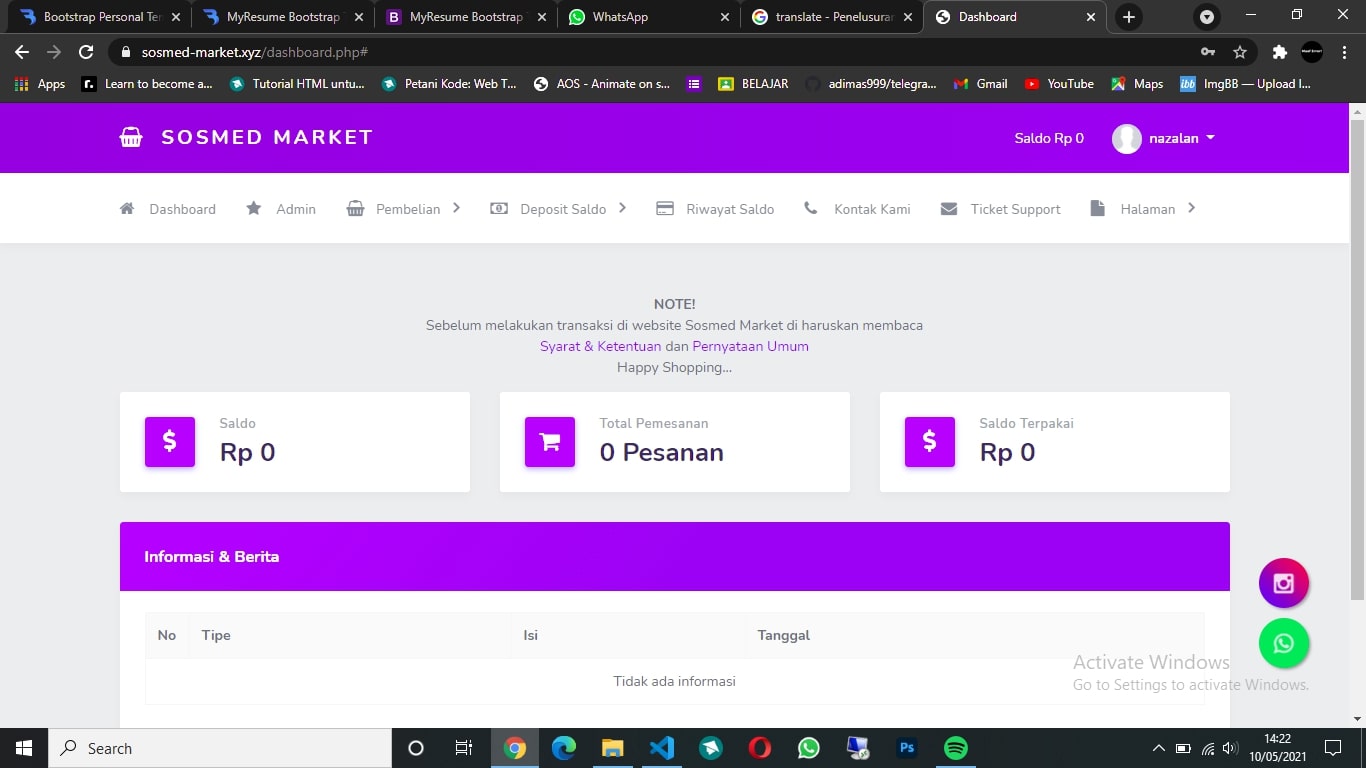 Bootstrap Personal Ter
MyResume Bootstrap
MyResume Bootstrap
WhatsApp
translate - Penelusuran
Dashboard
sosmed-market.xyz/dashboard.php#
Apps
Learn to become a...
Tutorial HTML untu...
Petani Kode: Web T...
AOS - Animate on s...
BELAJAR
adimas999/telegra...
Gmail
YouTube
Maps
ImgBB — Upload I...
SOSMED MARKET
Saldo Rp 0
nazalan
Dashboard
Admin
Pembelian
Deposit Saldo
Riwayat Saldo
Kontak Kami
Ticket Support
Halaman
NOTE!
Sebelum melakukan transaksi di website Sosmed Market di haruskan membaca
Syarat & Ketentuan dan Pernyataan Umum
Happy Shopping...
Saldo
Rp 0
Total Pemesanan
0 Pesanan
Saldo Terpakai
Rp 0
Informasi & Berita
No Tipe Isi Tanggal
Tidak ada informasi
Activate Windows
Go to Settings to activate Windows.
Search
14:22
10/05/2021